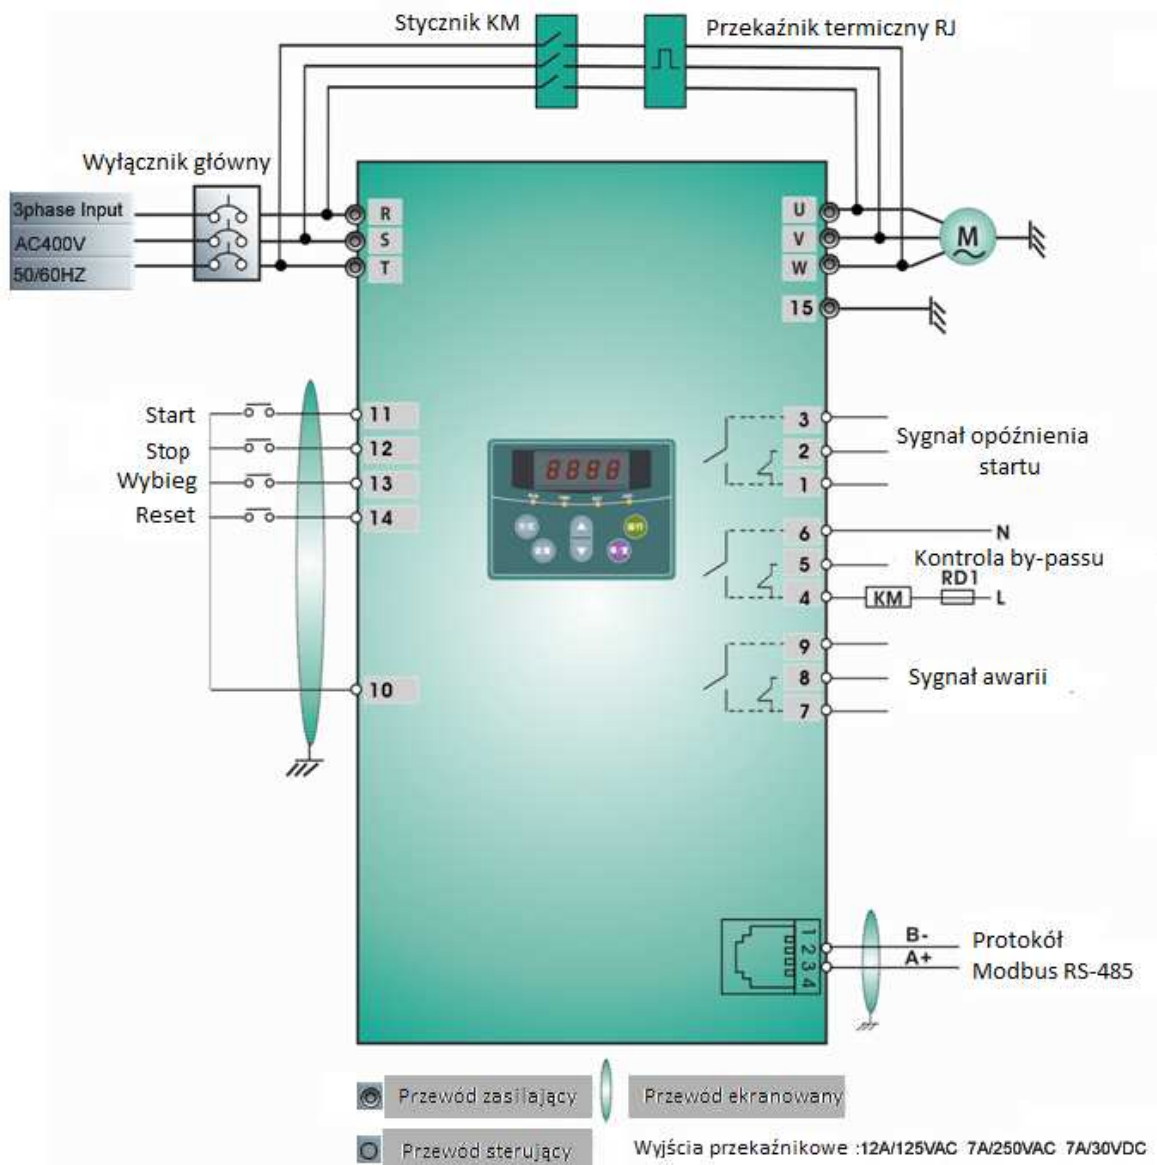 Stycznik KM
Przekaźnik termiczny RJ
Wyłącznik główny
3phase Input
AC400V
50/60HZ
R
S
T
U
V
W
M
15
Start
Stop
Wybieg
Reset
11
12
13
14
10
8888
3
2
1
Sygnał opóźnienia
startu
6
5
4
N
Kontrola by-passu
RD1
KM
L
9
8
7
Sygnał awarii
1
2
3
4
B-
A+
Protokół
Modbus RS-485
Przewód zasilający
Przewód ekranowany
Przewód sterujący
Wyjścia przekaźnikowe :12A/125VAC 7A/250VAC 7A/30VDC